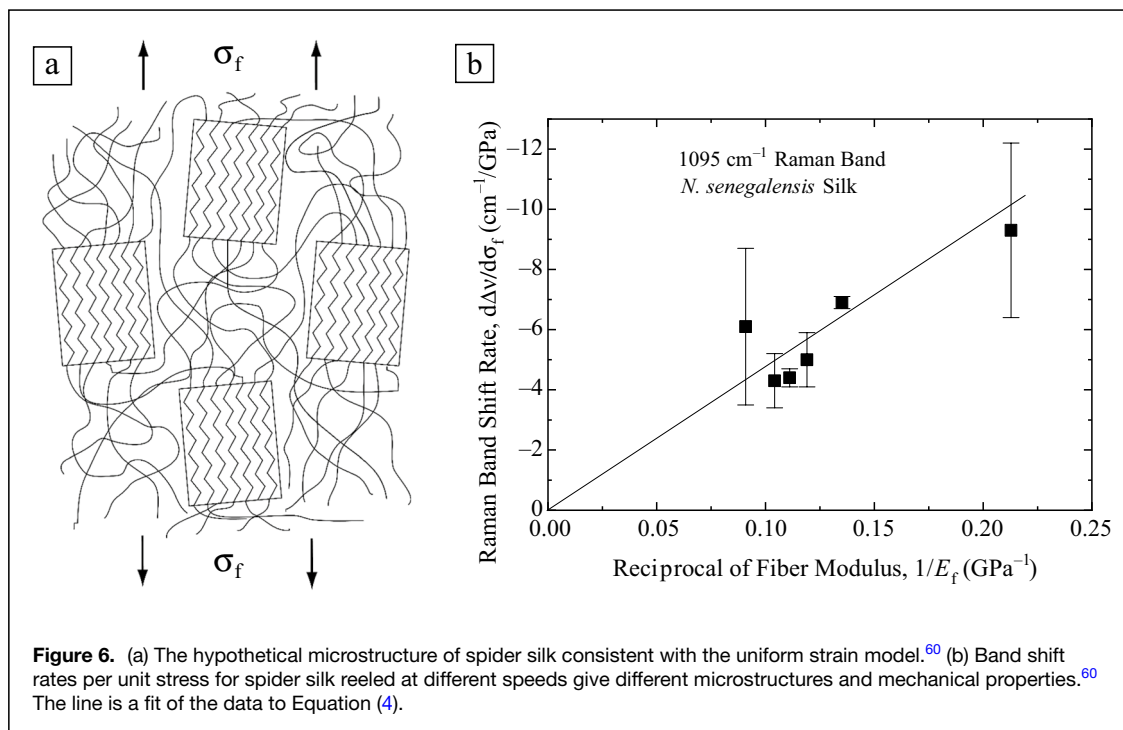 a
σf
σf
b
1095 cm⁻¹ Raman Band
N. senegalensis Silk
Raman Band Shift Rate, dΔν/dσf (cm⁻¹/GPa)
−12
−10
−8
−6
−4
−2
0
0.00 0.05 0.10 0.15 0.20 0.25
Reciprocal of Fiber Modulus, 1/Ef (GPa⁻¹)
Figure 6. (a) The hypothetical microstructure of spider silk consistent with the uniform strain model.⁶⁰ (b) Band shift
rates per unit stress for spider silk reeled at different speeds give different microstructures and mechanical properties.⁶⁰
The line is a fit of the data to Equation (4).